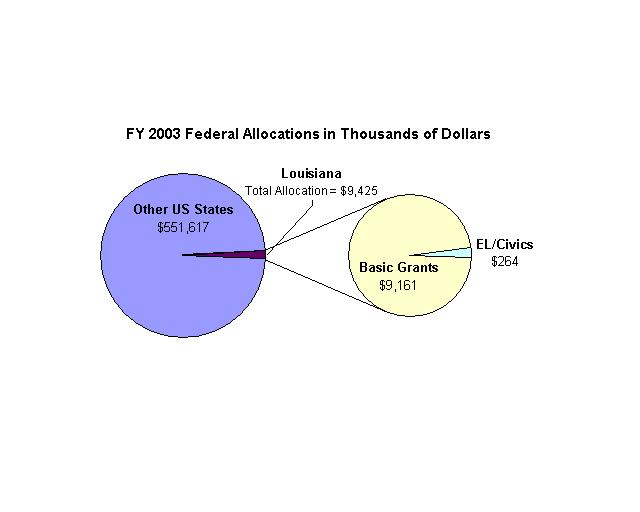 FY 2003 Federal Allocations in Thousands of Dollars
Louisiana
Total Allocation = $9,425
Other US States
$551,617
Basic Grants
$9,161
EL/Civics
$264